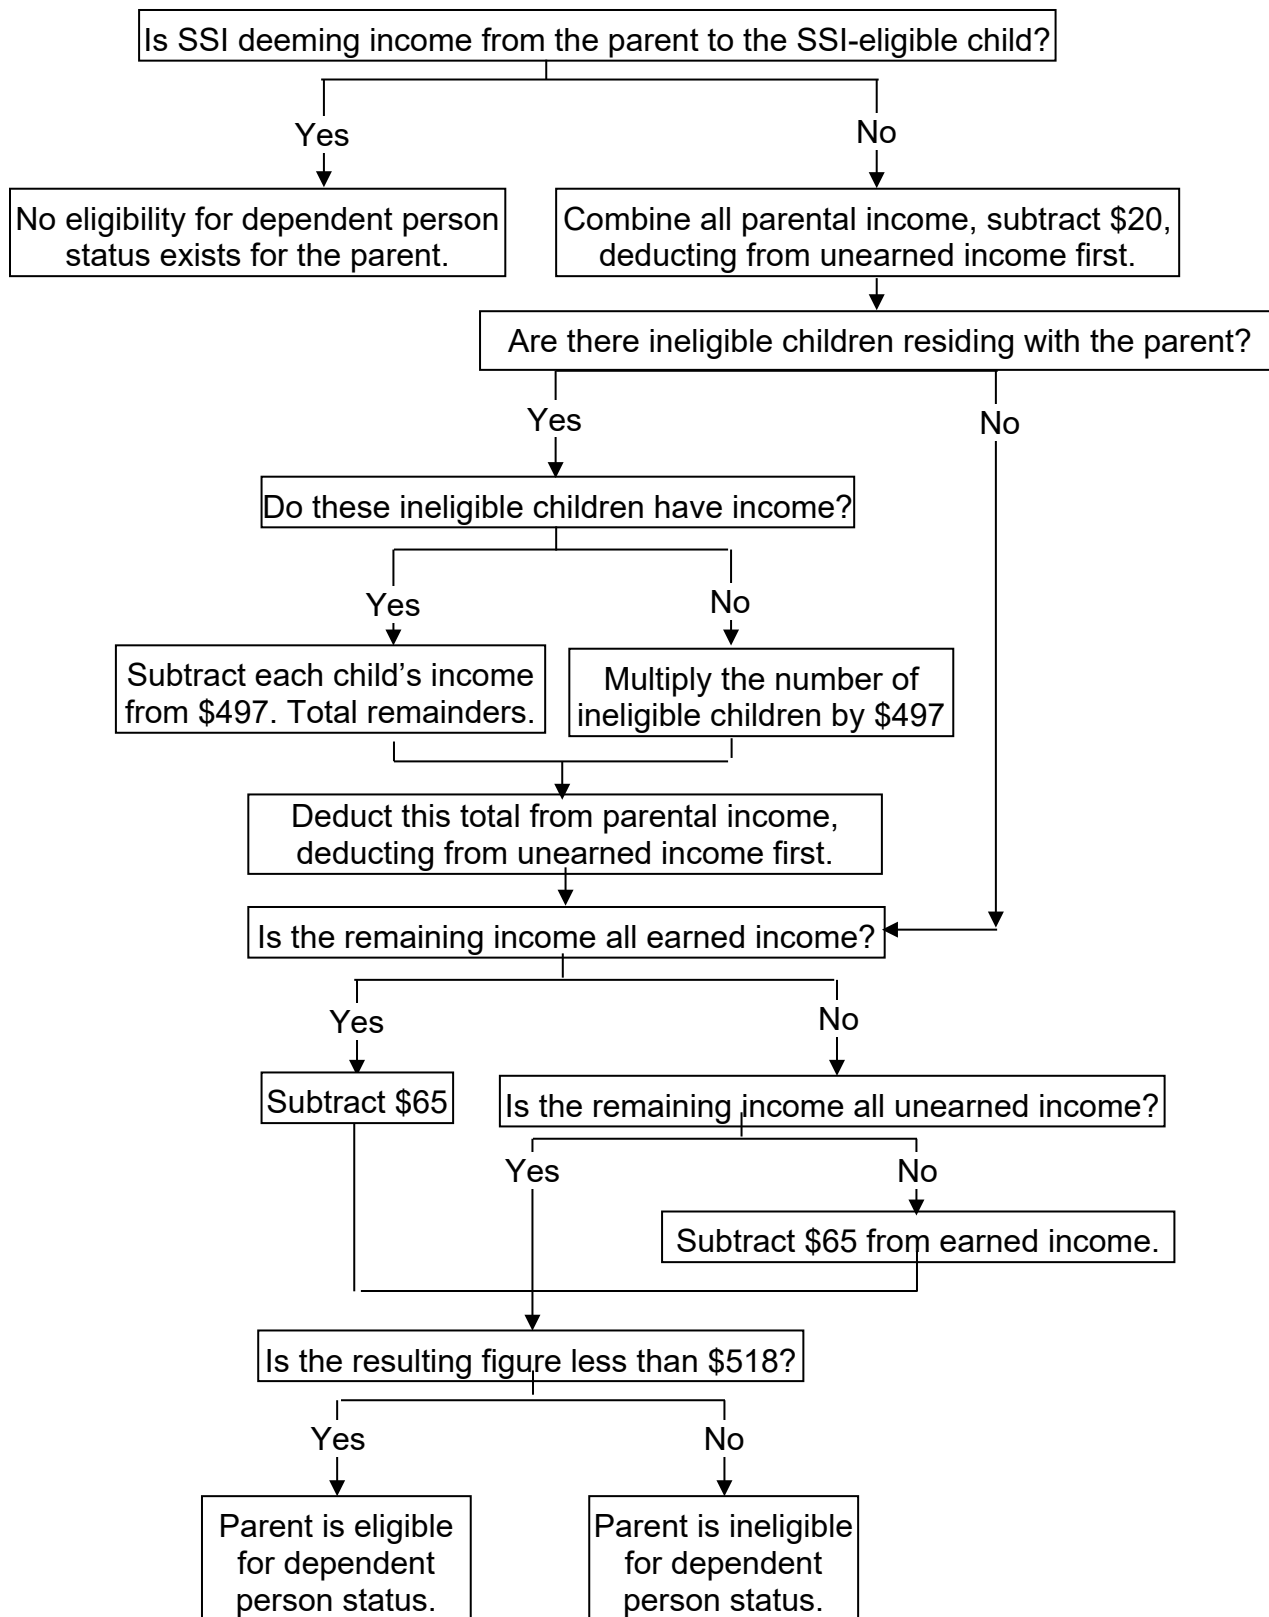 Is SSI deeming income from the parent to the SSI-eligible child?
Yes
No
No eligibility for dependent person
status exists for the parent.
Combine all parental income, subtract $20,
deducting from unearned income first.
Are there ineligible children residing with the parent?
Yes
No
Do these ineligible children have income?
Yes
No
Subtract each child’s income
from $497. Total remainders.
Multiply the number of
ineligible children by $497
Deduct this total from parental income,
deducting from unearned income first.
Is the remaining income all earned income?
Yes
No
Subtract $65
Is the remaining income all unearned income?
Yes
No
Subtract $65 from earned income.
Is the resulting figure less than $518?
Yes
No
Parent is eligible
for dependent
person status.
Parent is ineligible
for dependent
person status.